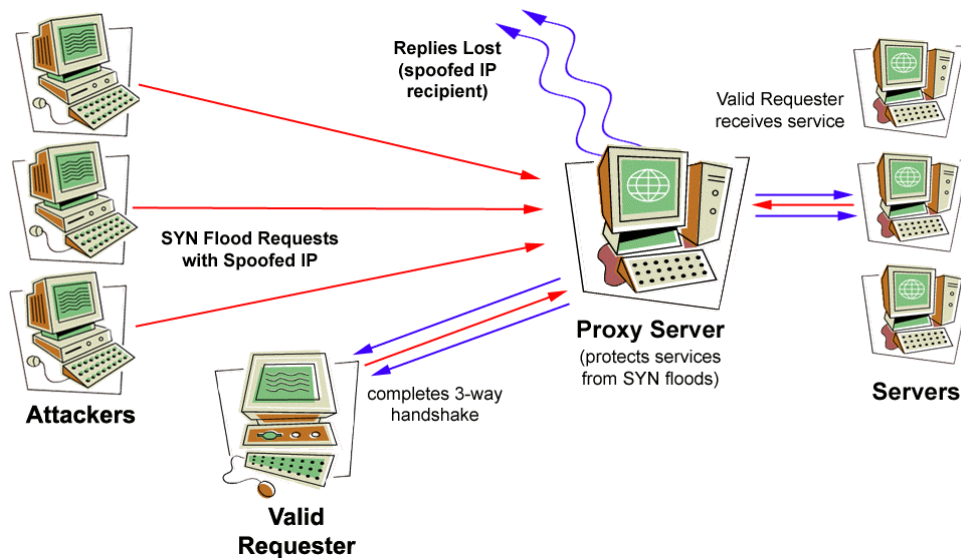 Replies Lost
(spoofed IP
recipient)
Valid Requester
receives service
SYN Flood Requests
with Spoofed IP
Proxy Server
(protects services
from SYN floods)
Attackers
completes 3-way
handshake
Servers
Valid
Requester